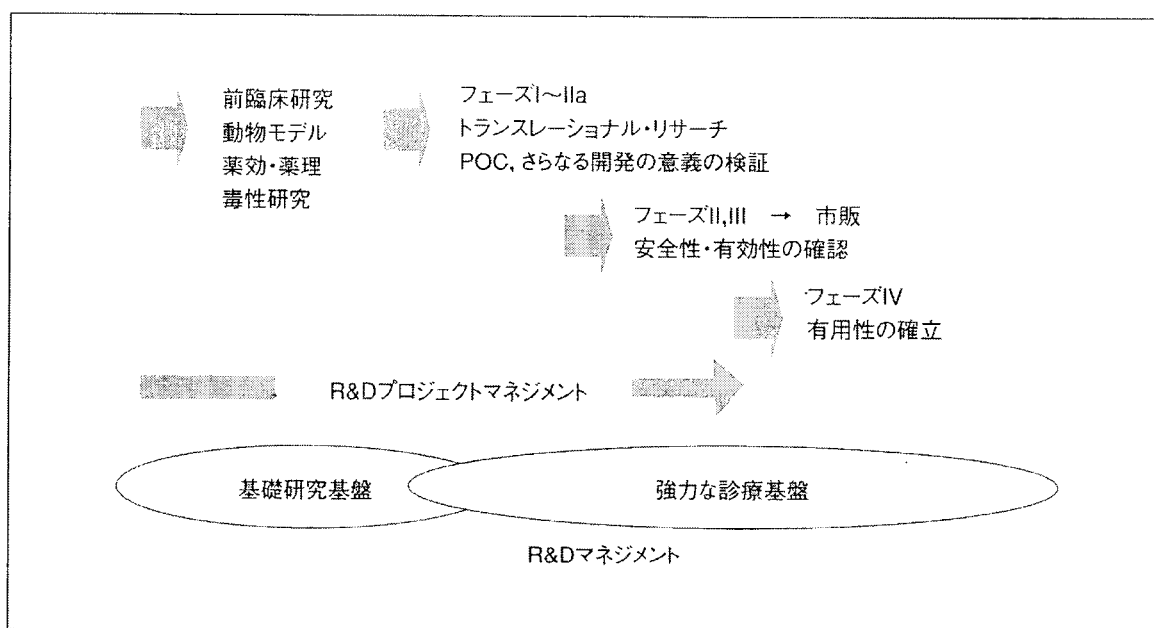 前臨床研究
動物モデル
薬効・薬理
毒性研究
フェーズI～IIa
トランスレーショナル・リサーチ
POC, さらなる開発の意義の検証
フェーズII,III → 市販
安全性・有効性の確認
フェーズIV
有用性の確立
R&Dプロジェクトマネジメント
基礎研究基盤
強力な診療基盤
R&Dマネジメント